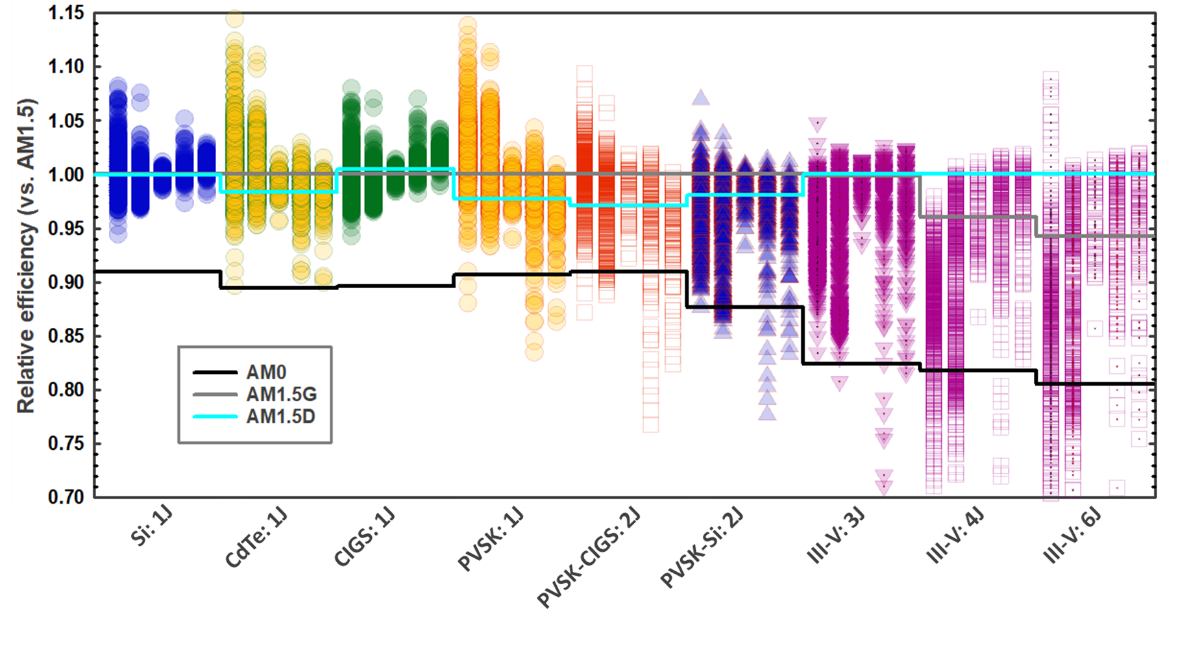 Relative efficiency (vs. AM1.5)
1.15
1.10
1.05
1.00
0.95
0.90
0.85
0.80
0.75
0.70
AM0
AM1.5G
AM1.5D
Si: 1J
CdTe: 1J
CIGS: 1J
PVSK: 1J
PVSK-CIGS: 2J
PVSK-Si: 2J
III-V: 3J
III-V: 4J
III-V: 6J